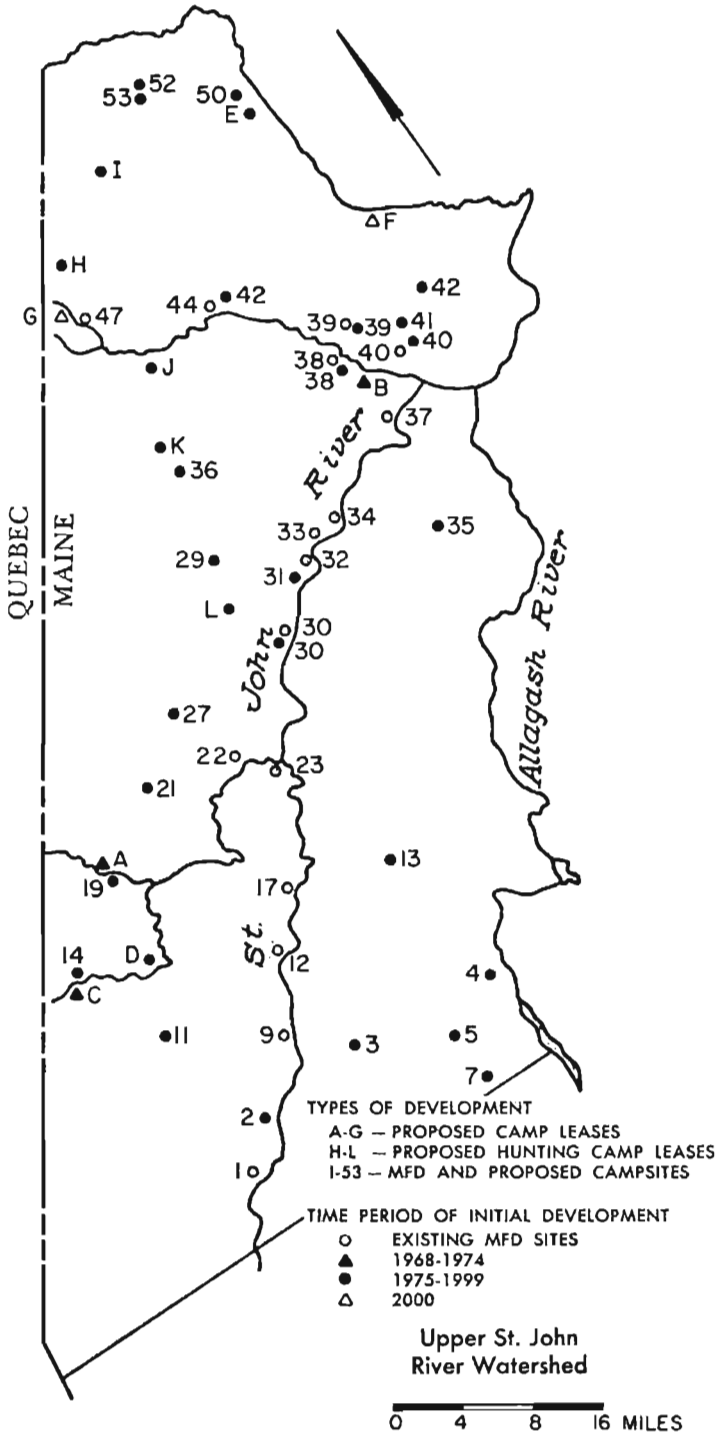 52
53
50
E
I
F
H
42
42
44
G
47
39
39
41
40
40
38
38
J
B
37
River
K
36
34
33
35
QUEBEC
MAINE
29
32
31
L
30
30
John
Allagash River
27
22
23
21
A
19
13
17
St.
12
14
D
4
C
11
9
3
5
7
2
1
TYPES OF DEVELOPMENT
A-G — PROPOSED CAMP LEASES
H-L — PROPOSED HUNTING CAMP LEASES
I-53 — MFD AND PROPOSED CAMPSITES
TIME PERIOD OF INITIAL DEVELOPMENT
EXISTING MFD SITES
1968-1974
1975-1999
2000
Upper St. John
River Watershed
0 4 8 16 MILES